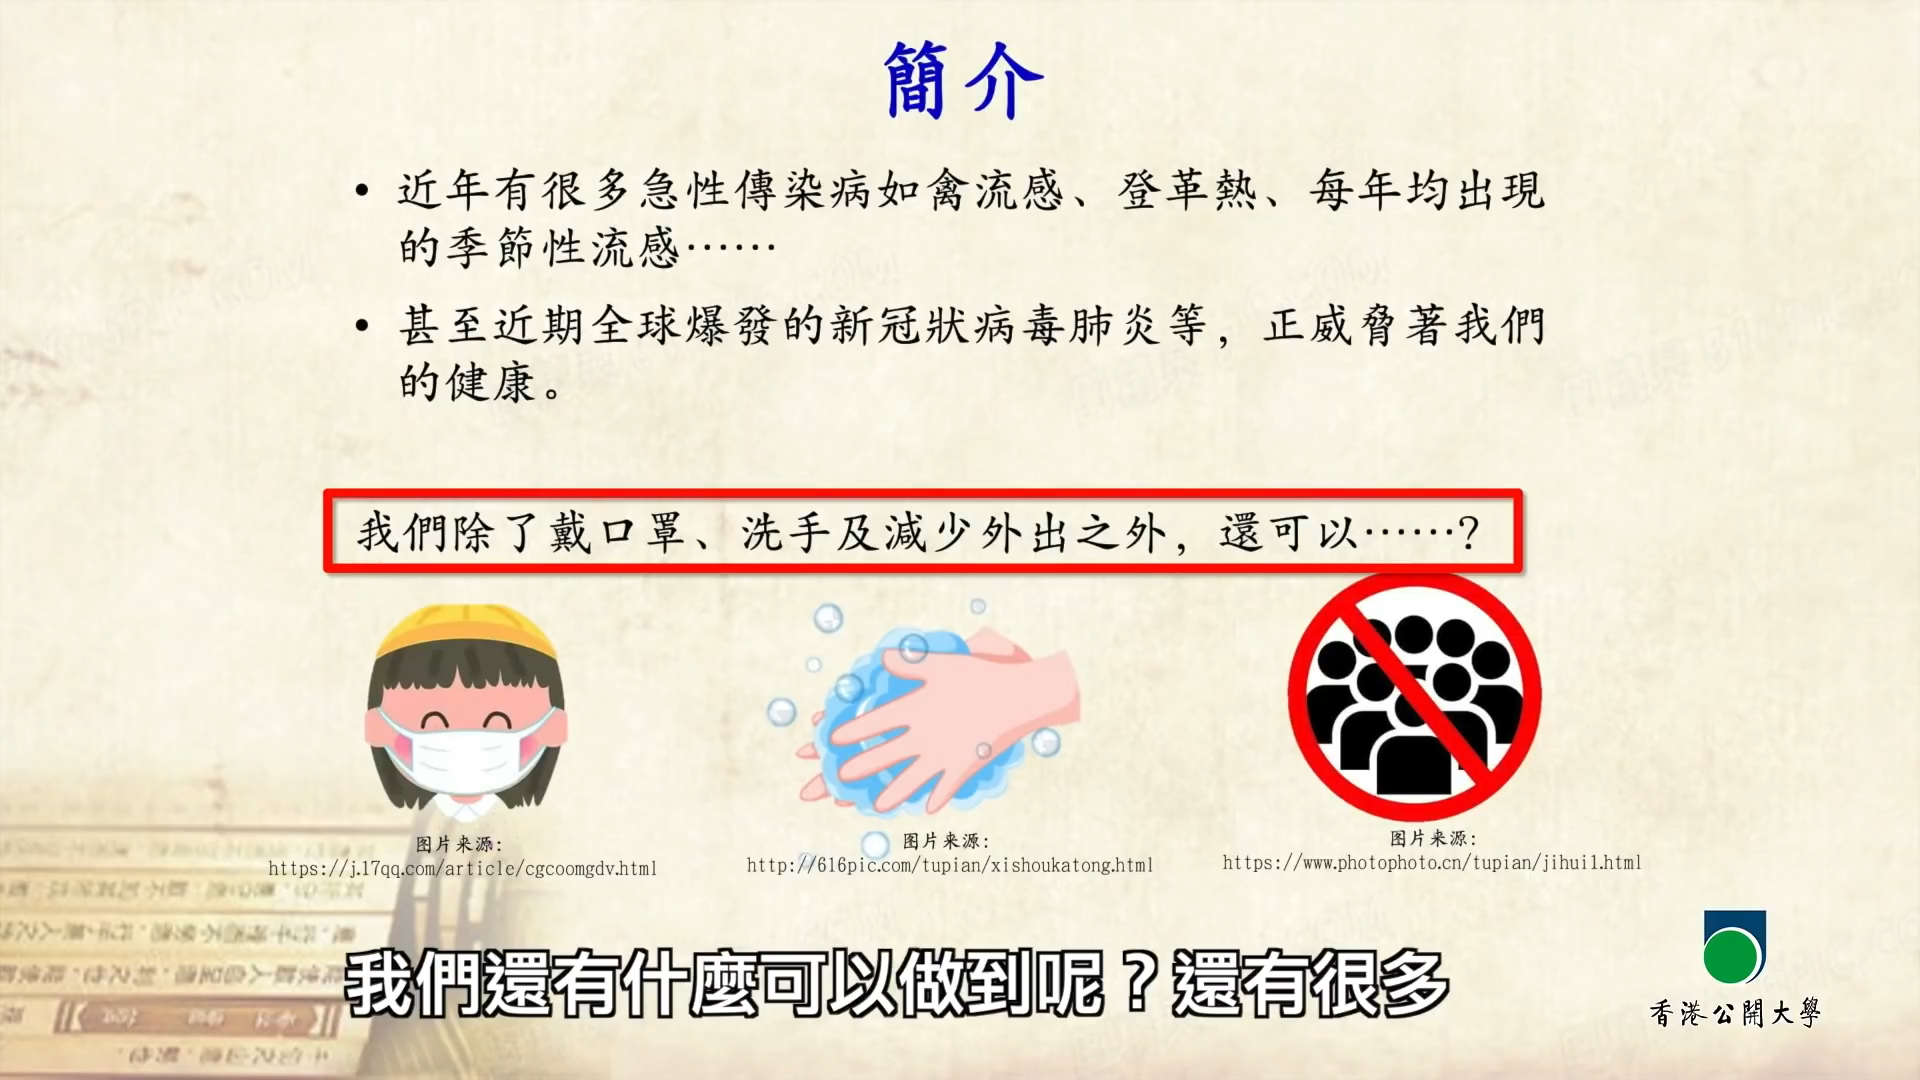 簡介
• 近年有很多急性傳染病如禽流感、登革熱、每年均出現
的季節性流感……
• 甚至近期全球爆發的新冠狀病毒肺炎等，正威脅著我們
的健康。
我們除了戴口罩、洗手及減少外出之外，還可以……?
图片来源：
https://j.17qq.com/article/cgcoomgdv.html
图片来源：
http://616pic.com/tupian/xishoukatong.html
图片来源：
https://www.photophoto.cn/tupian/jihui1.html
我們還有什麼可以做到呢？還有很多
香港公開大學